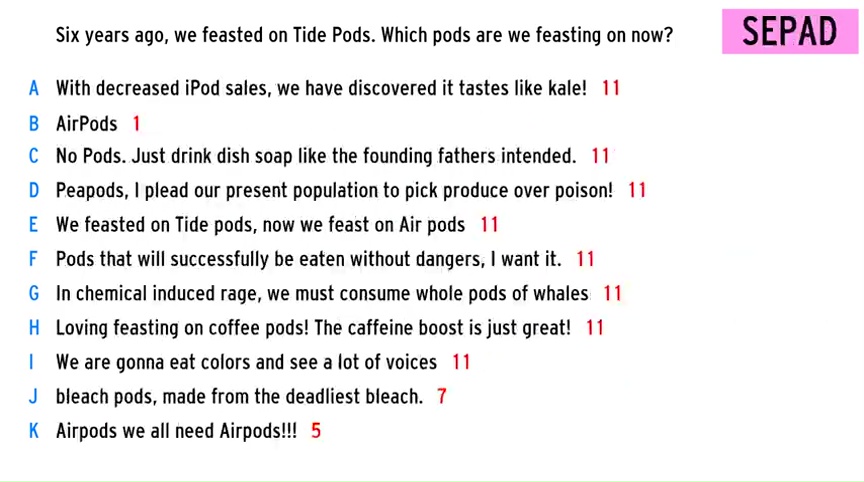 Six years ago, we feasted on Tide Pods. Which pods are we feasting on now?
SEPAD
A With decreased iPod sales, we have discovered it tastes like kale! 11
B AirPods 1
C No Pods. Just drink dish soap like the founding fathers intended. 11
D Peapods, I plead our present population to pick produce over poison! 11
E We feasted on Tide pods, now we feast on Air pods 11
F Pods that will successfully be eaten without dangers, I want it. 11
G In chemical induced rage, we must consume whole pods of whales 11
H Loving feasting on coffee pods! The caffeine boost is just great! 11
I We are gonna eat colors and see a lot of voices 11
J bleach pods, made from the deadliest bleach. 7
K Airpods we all need Airpods!!! 5